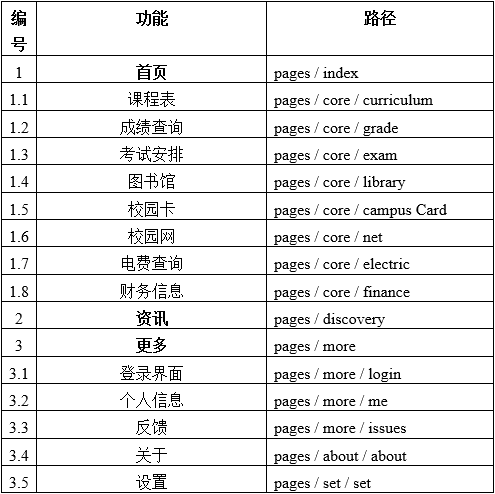 编号 功能 路径
1 首页 pages / index
1.1 课程表 pages / core / curriculum
1.2 成绩查询 pages / core / grade
1.3 考试安排 pages / core / exam
1.4 图书馆 pages / core / library
1.5 校园卡 pages / core / campus Card
1.6 校园网 pages / core / net
1.7 电费查询 pages / core / electric
1.8 财务信息 pages / core / finance
2 资讯 pages / discovery
3 更多 pages / more
3.1 登录界面 pages / more / login
3.2 个人信息 pages / more / me
3.3 反馈 pages / more / issues
3.4 关于 pages / about / about
3.5 设置 pages / set / set